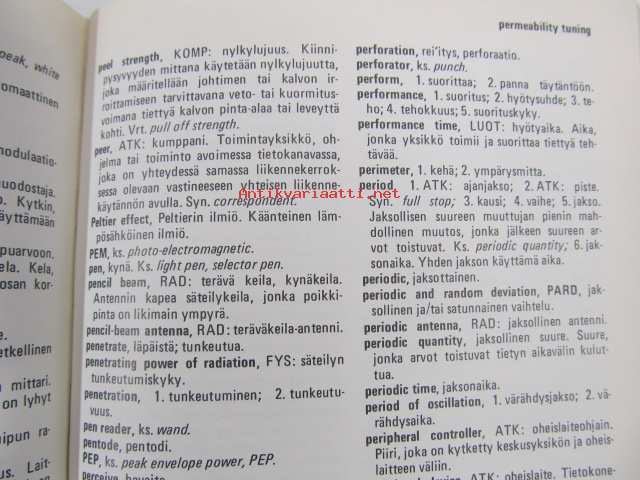 permeability tuning
peak, white
omaattinen
modulaatio-
uodostaja.
Kytkin,
äyttämään
puarvoon.
ela. Kela,
osan kor-
etkellinen
mittari.
on lyhyt
aipun ra-
us. Lait-
peel strength, KOMP: nylkylujuus. Kiinni-
pysyvyyden mittana käytetään nylkylujuutta,
joka määritellään johtimen tai kalvon ir-
roittamiseen tarvittavana veto- tai kuormitus-
voimana tiettyä kalvon pinta-alaa tai leveyttä
kohti. Vrt. pull off strength.
peer, ATK: kumppani. Toimintayksikkö, oh-
jelma tai toiminto avoimessa tietokanavassa,
joka on yhteydessä samassa liikennekerrok-
sessa olevaan vastineeseen yhteisen liikenne-
käytännön avulla. Syn. correspondent.
Peltier effect, Peltierin ilmiö. Käänteinen läm-
pösähköinen ilmiö.
PEM, ks. photo-electromagnetic.
pen, kynä. Ks. light pen, selector pen.
pencil beam, RAD: terävä keila, kynäkeila.
Antennin kapea säteilykeila, jonka poikki-
pinta on likimain ympyrä.
pencil-beam antenna, RAD: teräväkeila-antenni.
penetrate, läpäistä; tunkeutua.
penetrating power of radiation, FYS: säteilyn
tunkeutumiskyky.
penetration, 1. tunkeutuminen; 2. tunkeutu-
vuus.
pen reader, ks. wand.
pentode, pentodi.
PEP, ks. peak envelope power, PEP.
perceive, havaita
perforation, rei'itys, perforaatio.
perforator, ks. punch.
perform, 1. suorittaa; 2. panna täytäntöön.
performance, 1. suoritus; 2. hyötysuhde; 3. te-
ho; 4. tehokkuus; 5. suorituskyky.
performance time, LUOT: hyötyaika. Aika,
jonka yksikkö toimii ja suorittaa tiettyä teh-
tävää.
perimeter, 1. kehä; 2. ympärysmitta.
period, 1. ATK: ajanjakso; 2. ATK: piste.
Syn. full stop; 3. kausi; 4. vaihe; 5. jakso.
Jaksollisen suureen muuttujan pienin mah-
dollinen muutos, jonka jälkeen suureen ar-
vot toistuvat. Ks. periodic quantity; 6. jak-
sonaika. Yhden jakson käyttämä aika.
periodic, jaksottainen.
periodic and random deviation, PARD, jak-
sollinen ja/tai satunnainen vaihtelu.
periodic antenna, RAD: jaksollinen antenni.
periodic quantity, jaksollinen suure. Suure,
jonka arvot toistuvat tietyn aikavälin kulut-
tua.
periodic time, jaksonaika.
period of oscillation, 1. värähdysjakso; 2. vä-
rähdysaika.
peripheral controller, ATK: oheislaiteohjain.
Piiri, joka on kytketty keskusyksikön ja oheis-
laitteen väliin.
ATK: oheislaite. Tietokone-
Antikvariaatti.net